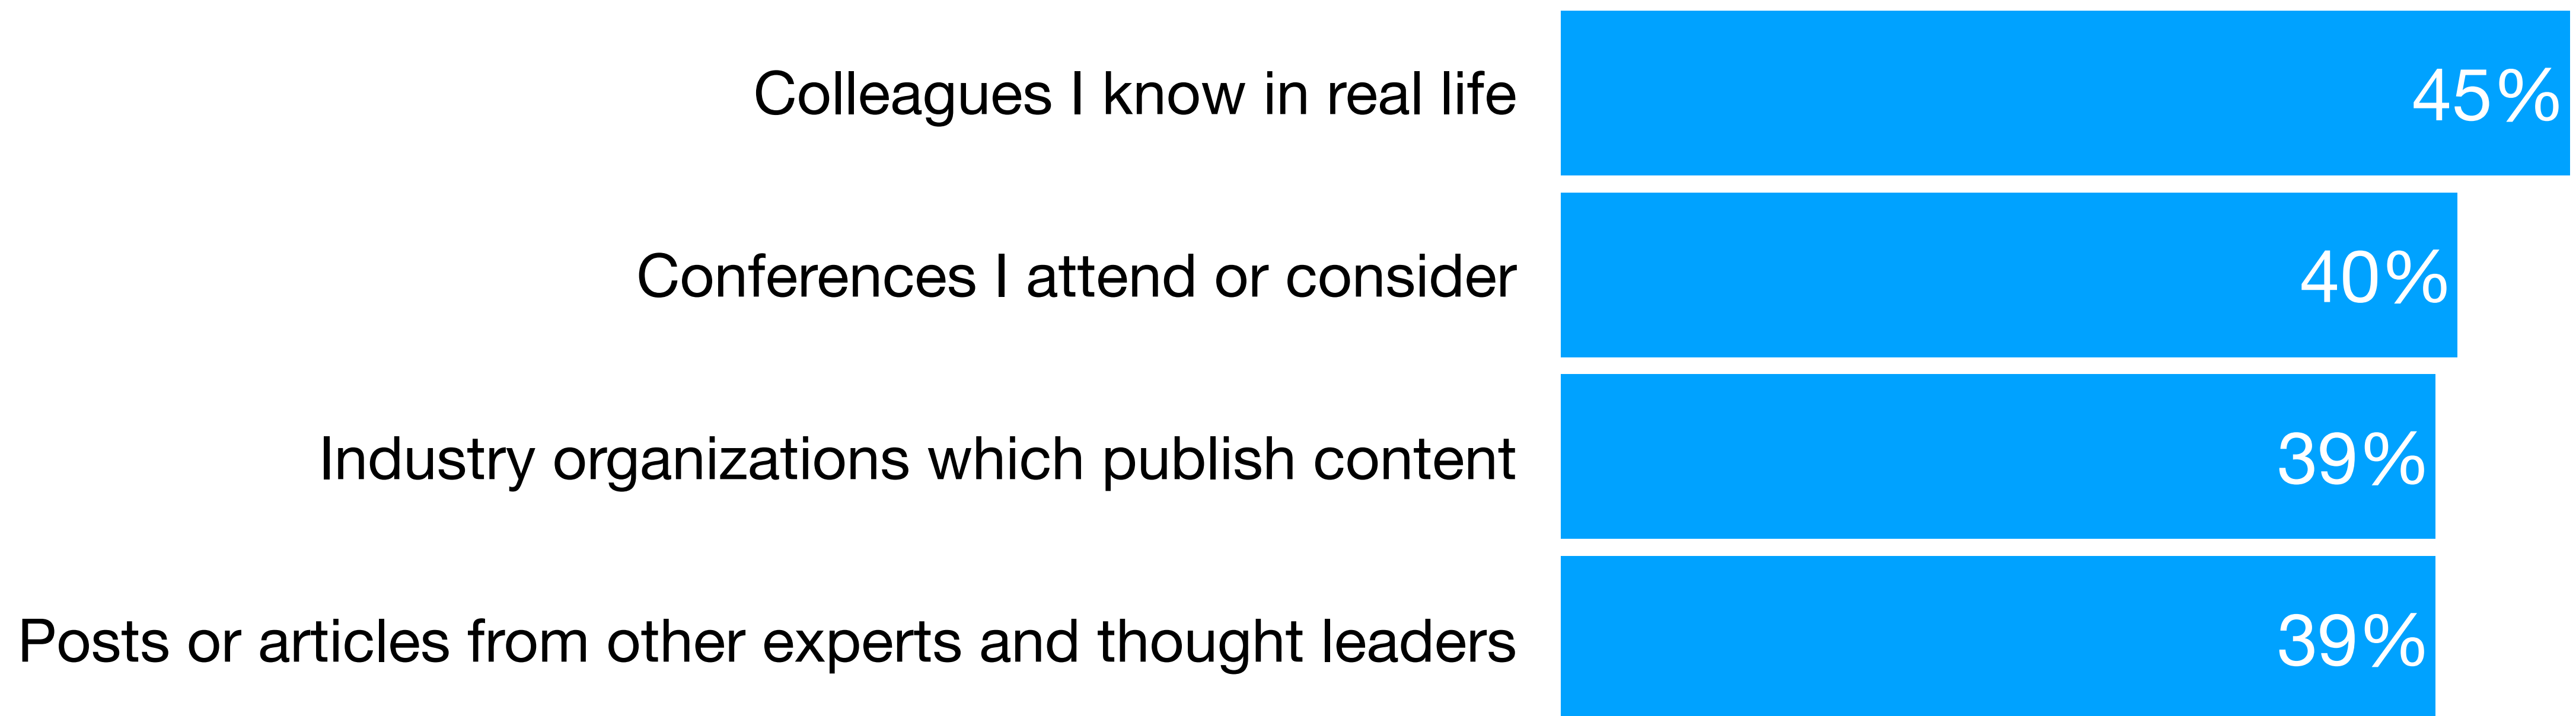 Colleagues I know in real life 45%
Conferences I attend or consider 40%
Industry organizations which publish content 39%
Posts or articles from other experts and thought leaders 39%